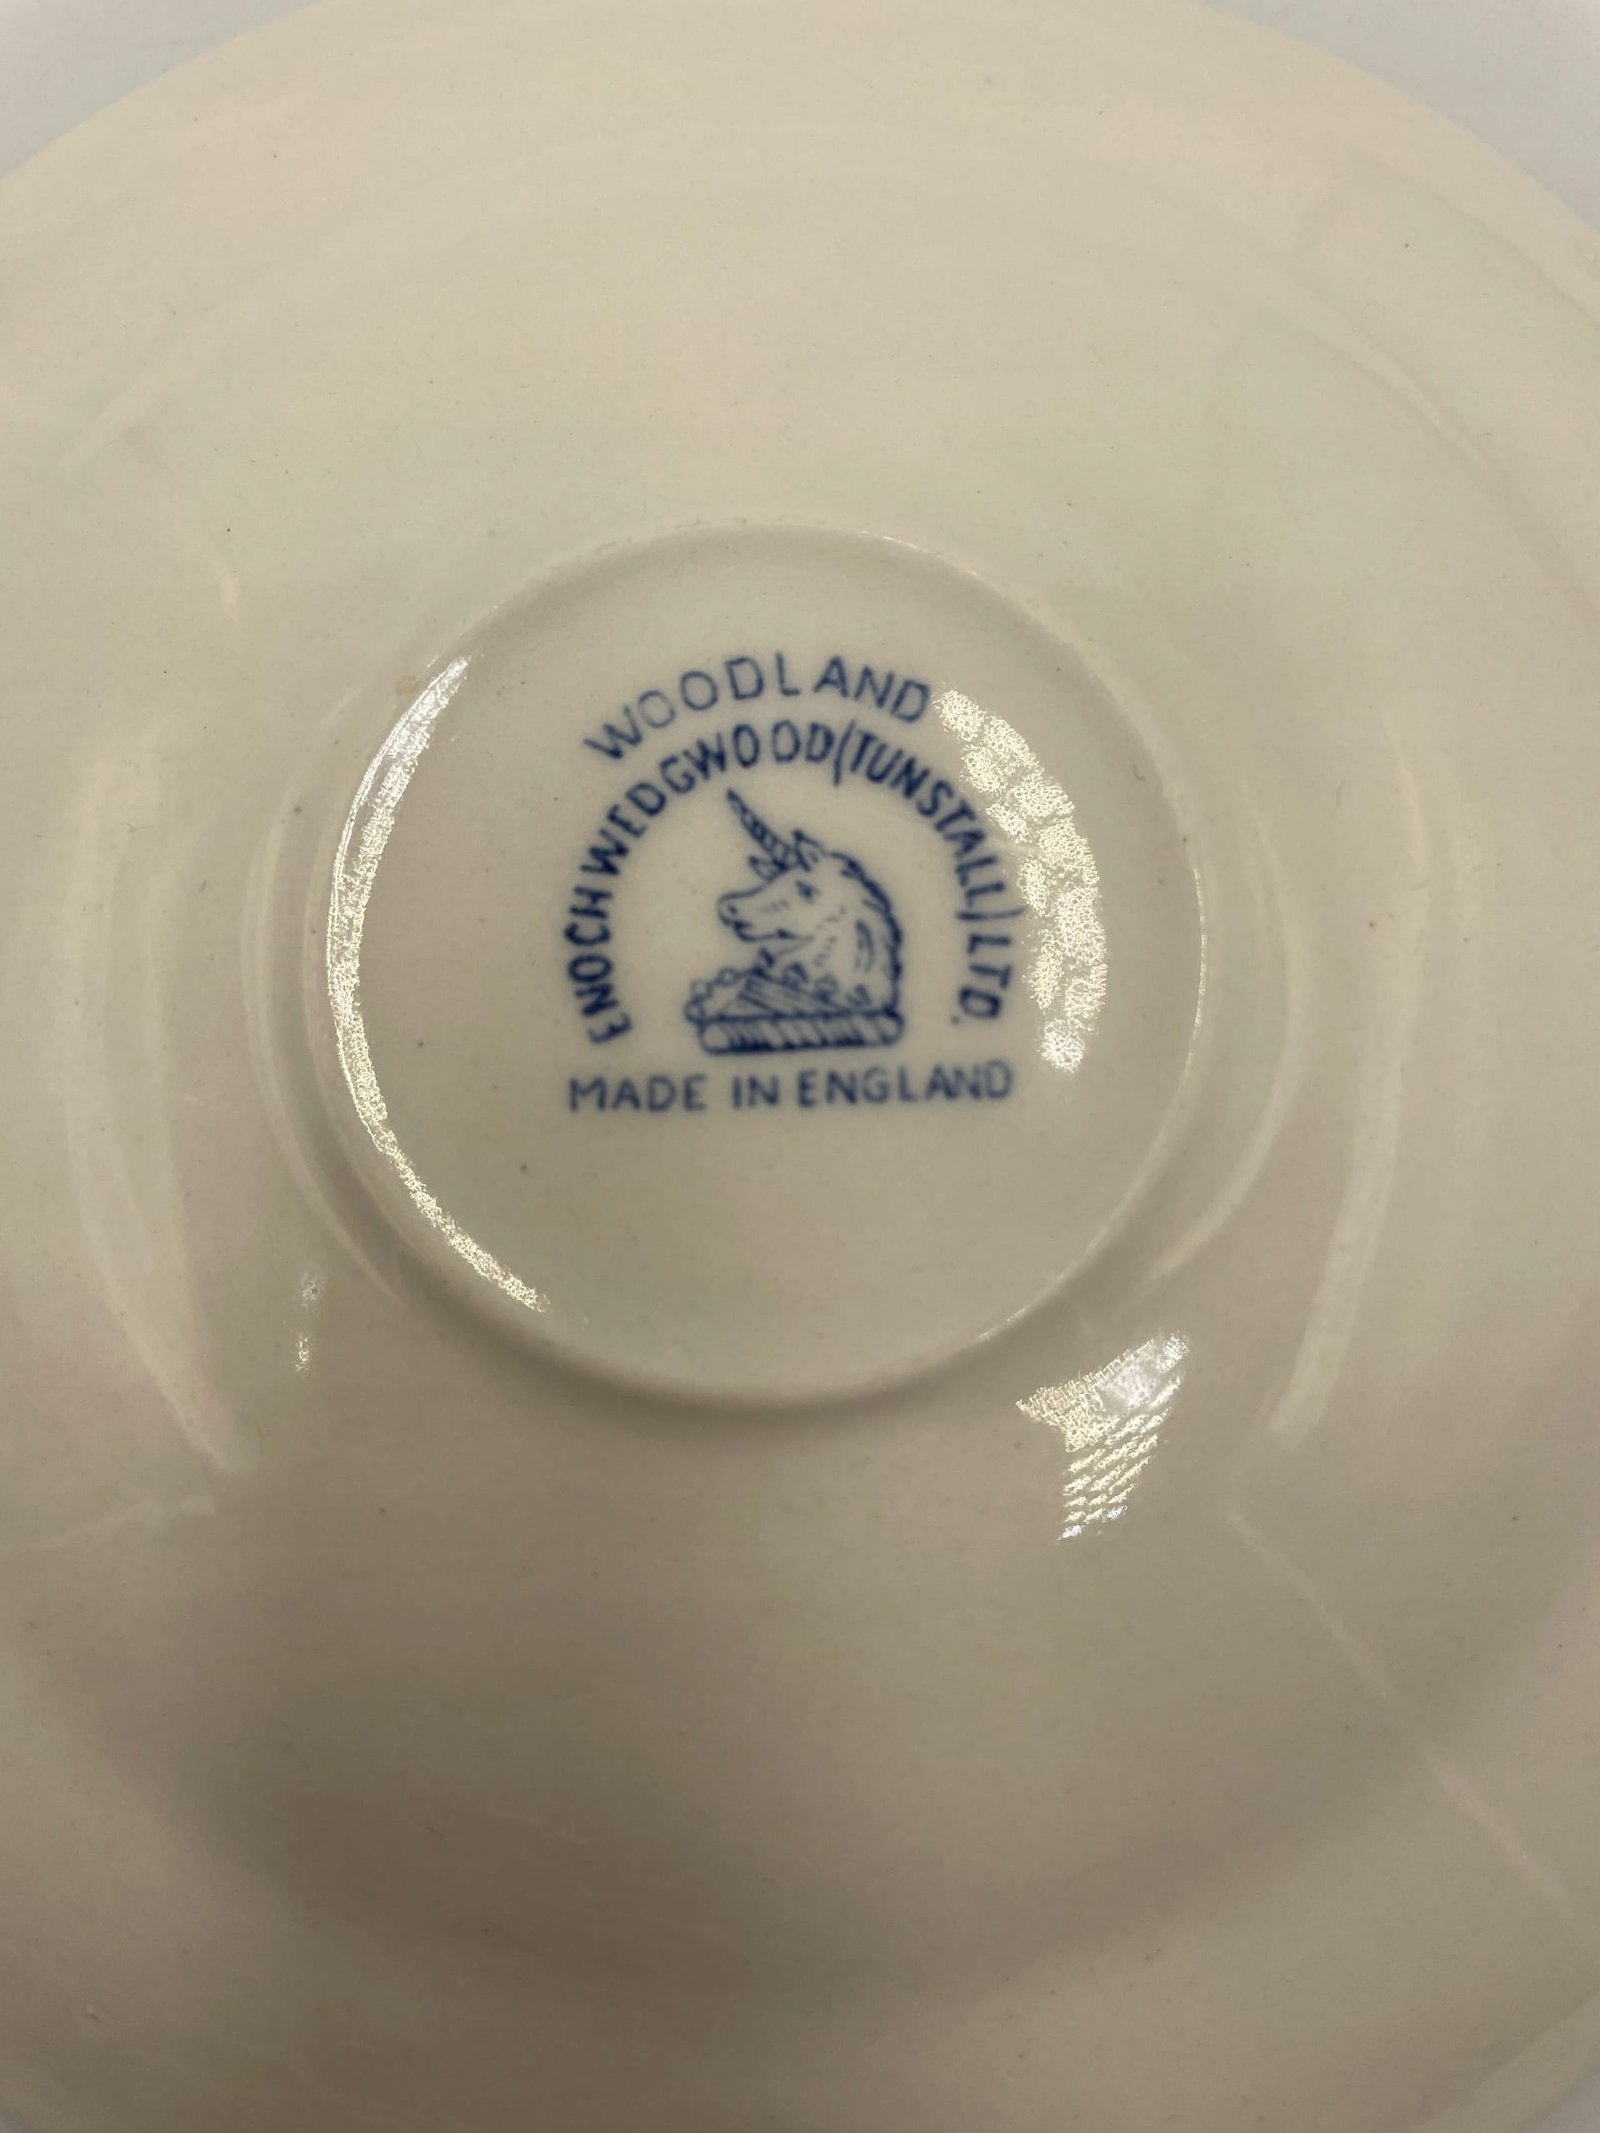 WOODLAND
ENOCH WEDGWOOD (TUNSTALL) LTD.
MADE IN ENGLAND